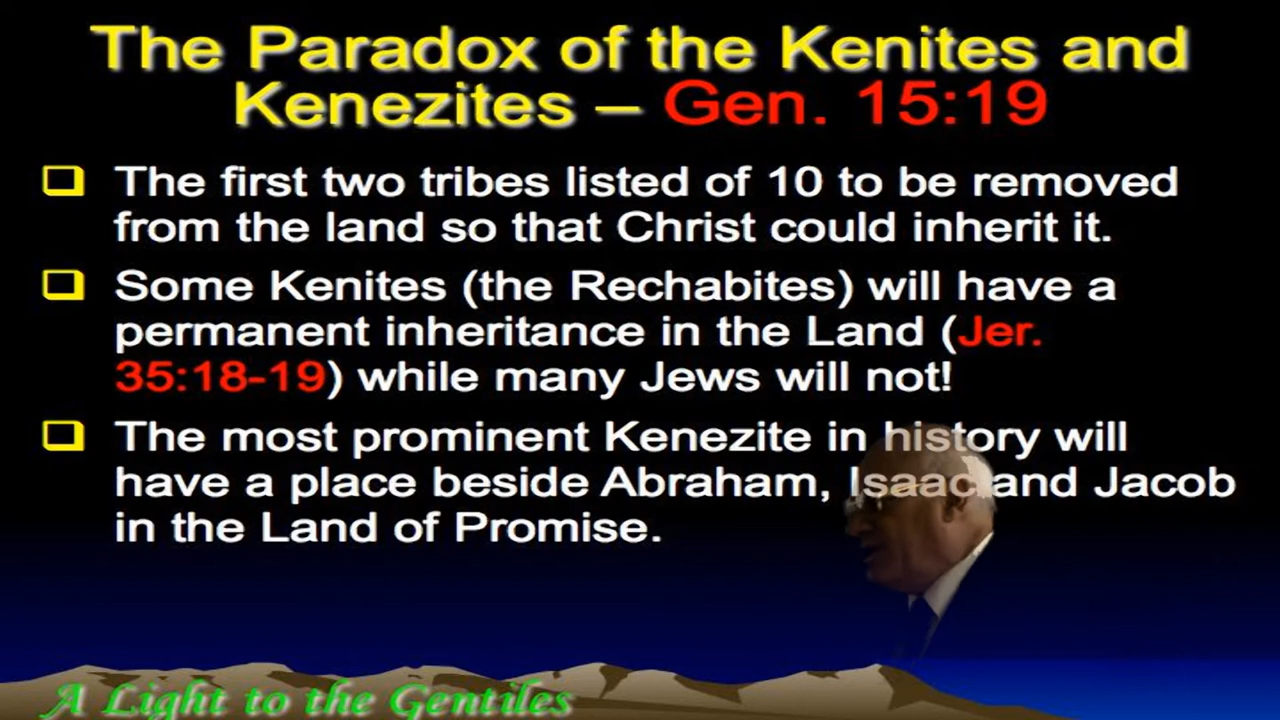 The Paradox of the Kenites and
Kenezites – Gen. 15:19
The first two tribes listed of 10 to be removed
from the land so that Christ could inherit it.
Some Kenites (the Rechabites) will have a
permanent inheritance in the Land (Jer.
35:18-19) while many Jews will not!
The most prominent Kenezite in history will
have a place beside Abraham, Isaac and Jacob
in the Land of Promise.
A Light to the Gentiles